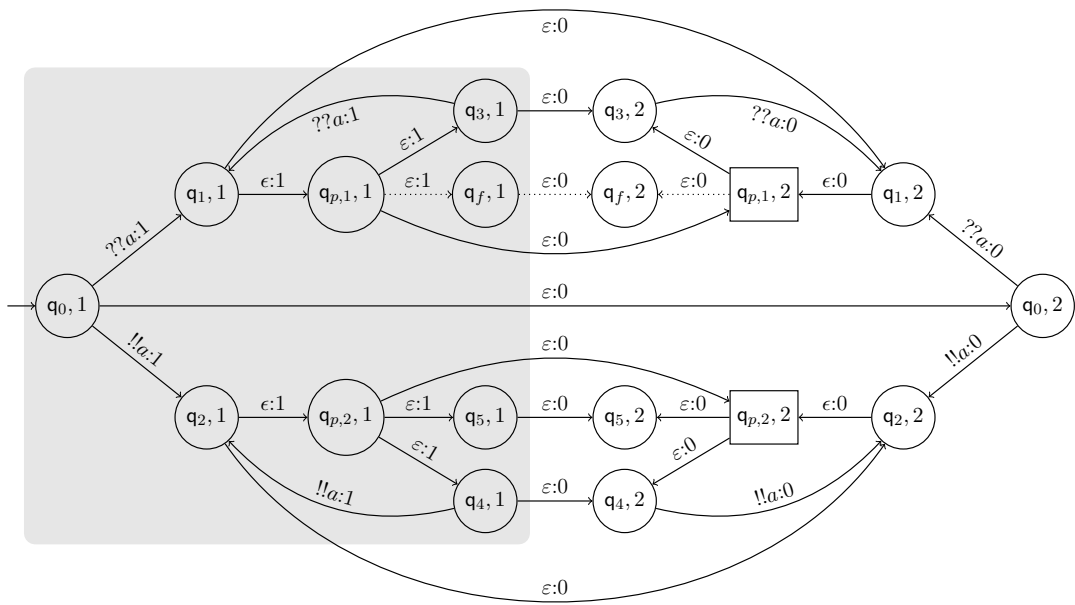 ε:0
q3, 1
ε:0
q3, 2
??a:1
??a:0
ε:1
ε:0
q1, 1
ϵ:1
qp,1, 1
ε:1
qf, 1
ε:0
qf, 2
ε:0
qp,1, 2
ϵ:0
q1, 2
??a:1
ε:0
??a:0
q0, 1
ε:0
q0, 2
!!a:1
ε:0
!!a:0
q2, 1
ϵ:1
qp,2, 1
ε:1
q5, 1
ε:0
q5, 2
ε:0
qp,2, 2
ϵ:0
q2, 2
ε:1
ε:0
!!a:1
q4, 1
ε:0
q4, 2
!!a:0
ε:0